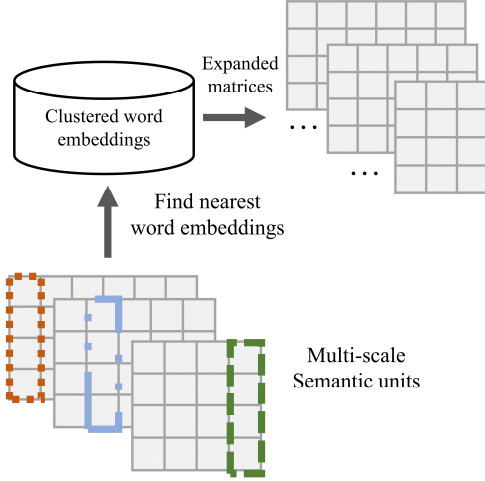 Expanded
matrices
Clustered word
embeddings
...
...
Find nearest
word embeddings
Multi-scale
Semantic units